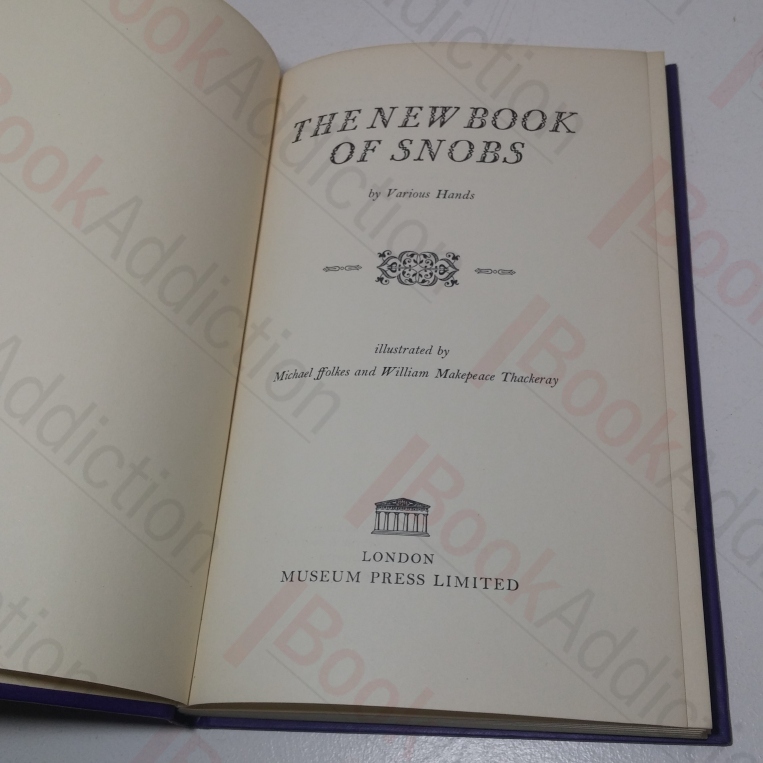 THE NEW BOOK
OF SNOBS
by Various Hands
illustrated by
Michael ffolkes and William Makepeace Thackeray
LONDON
MUSEUM PRESS LIMITED
BookAddiction